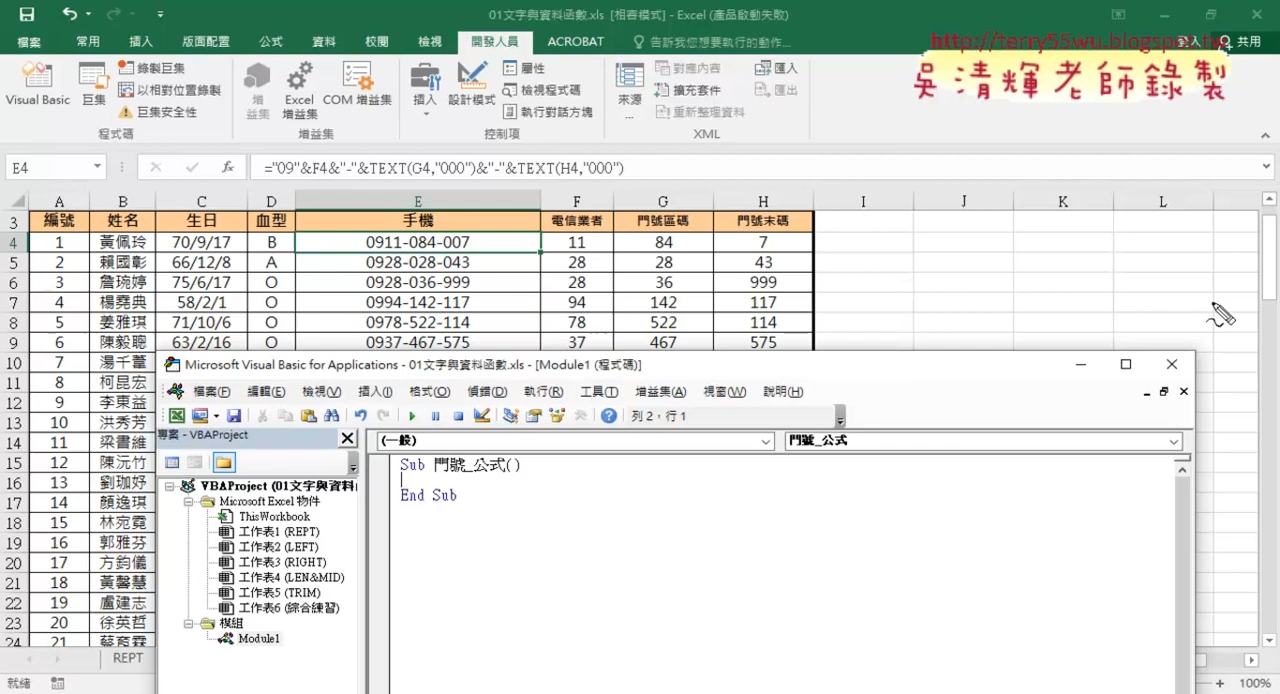 01文字與資料函數.xls [相容模式] - Excel (產品啟動失敗)
檔案 常用 插入 版面配置 公式 資料 校閱 檢視 開發人員 ACROBAT 告訴我您想要執行的動作... 登入 共用
http://terry55wu.blogspot.tw
吳清輝老師錄製
Visual Basic 巨集 錄製巨集 以相對位置錄製 巨集安全性 增益集 Excel 增益集 COM 增益集 插入 設計模式 屬性 檢視程式碼 執行對話方塊 來源... 對應內容 擴充套件 重新整理資料 匯入 匯出
程式碼 增益集 控制項 XML
E4 fx ="09"&F4&"-"&TEXT(G4,"000")&"-"&TEXT(H4,"000")
A B C D E F G H I J K L
3 編號 姓名 生日 血型 手機 電信業者 門號區碼 門號末碼
4 1 黃佩玲 70/9/17 B 0911-084-007 11 84 7
5 2 賴國彰 66/12/8 A 0928-028-043 28 28 43
6 3 詹琬婷 75/6/17 O 0928-036-999 28 36 999
7 4 楊堯典 58/2/1 O 0994-142-117 94 142 117
8 5 姜雅琪 71/10/6 O 0978-522-114 78 522 114
9 6 陳毅聰 63/2/16 O 0937-467-575 37 467 575
10 7 湯千薑
11 8 柯昆宏
12 9 李東益
13 10 洪秀芳
14 11 梁書維
15 12 陳沅竹
16 13 劉珈妤
17 14 顏逸琪
18 15 林宛霓
19 16 郭雅芬
20 17 方鈞儀
21 18 黃馨慧
22 19 盧建志
23 20 徐英哲
24 21
REPT
就緒
100%
Microsoft Visual Basic for Applications - 01文字與資料函數.xls - [Module1 (程式碼)]
檔案(F) 編輯(E) 檢視(V) 插入(I) 格式(O) 偵錯(D) 執行(R) 工具(T) 增益集(A) 視窗(W) 說明(H)
列 2，行 1
專案 - VBAProject
(一般) 門號_公式
VBAProject (01文字與資料
Microsoft Excel 物件
ThisWorkbook
工作表1 (REPT)
工作表2 (LEFT)
工作表3 (RIGHT)
工作表4 (LEN&MID)
工作表5 (TRIM)
工作表6 (綜合練習)
模組
Module1
Sub 門號_公式()
End Sub